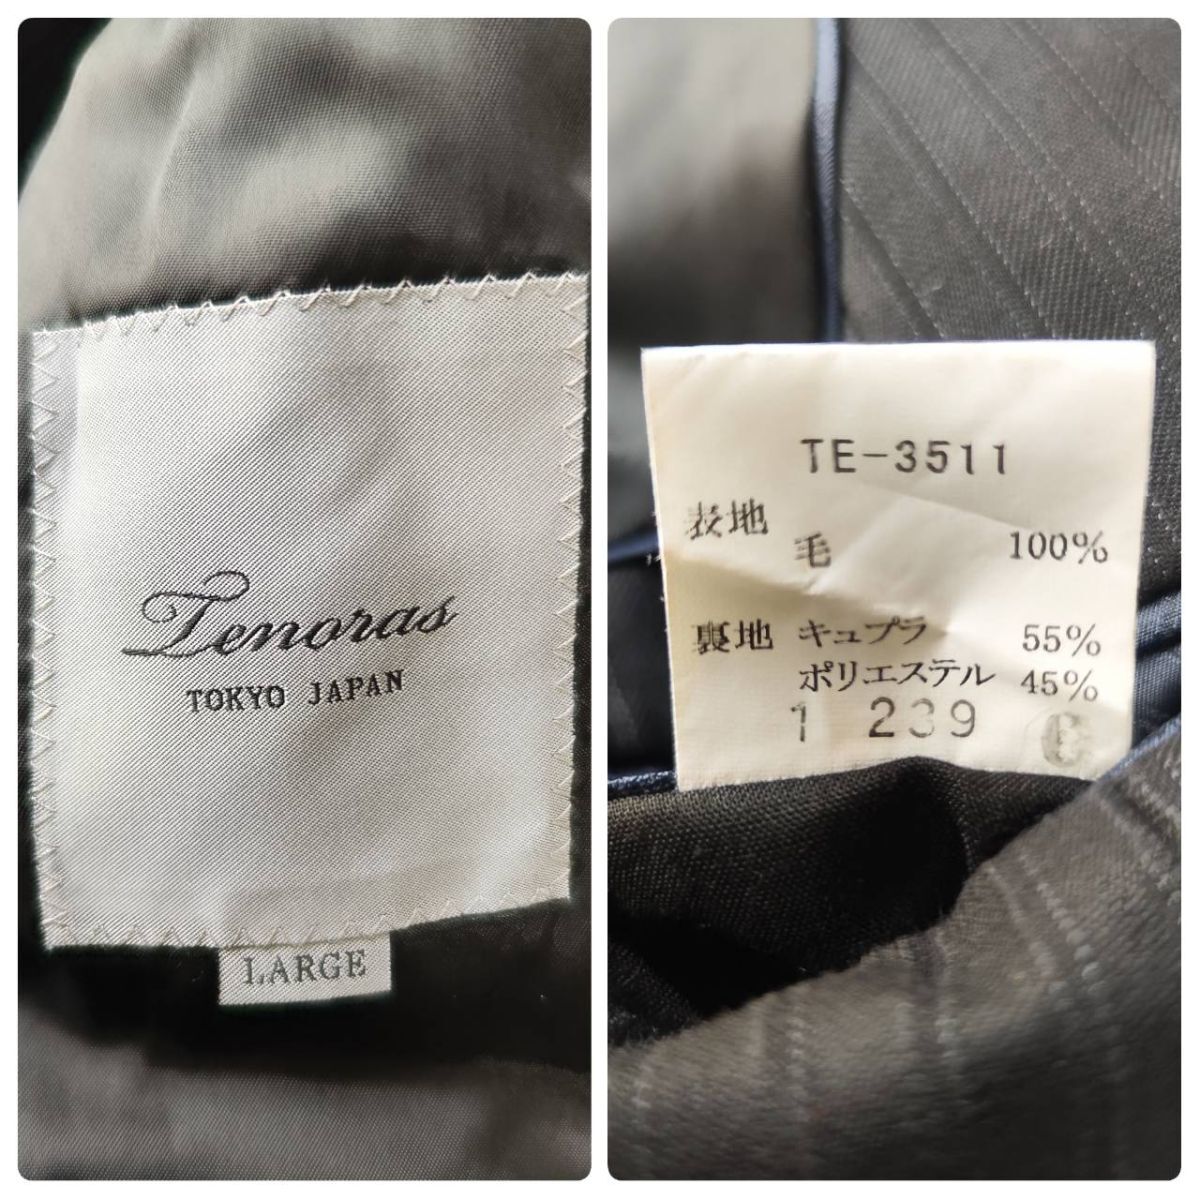 Tenoras
TOKYO JAPAN
LARGE
TE-3511
表地 毛 100%
裏地 キュプラ 55%
ポリエステル 45%
1 239